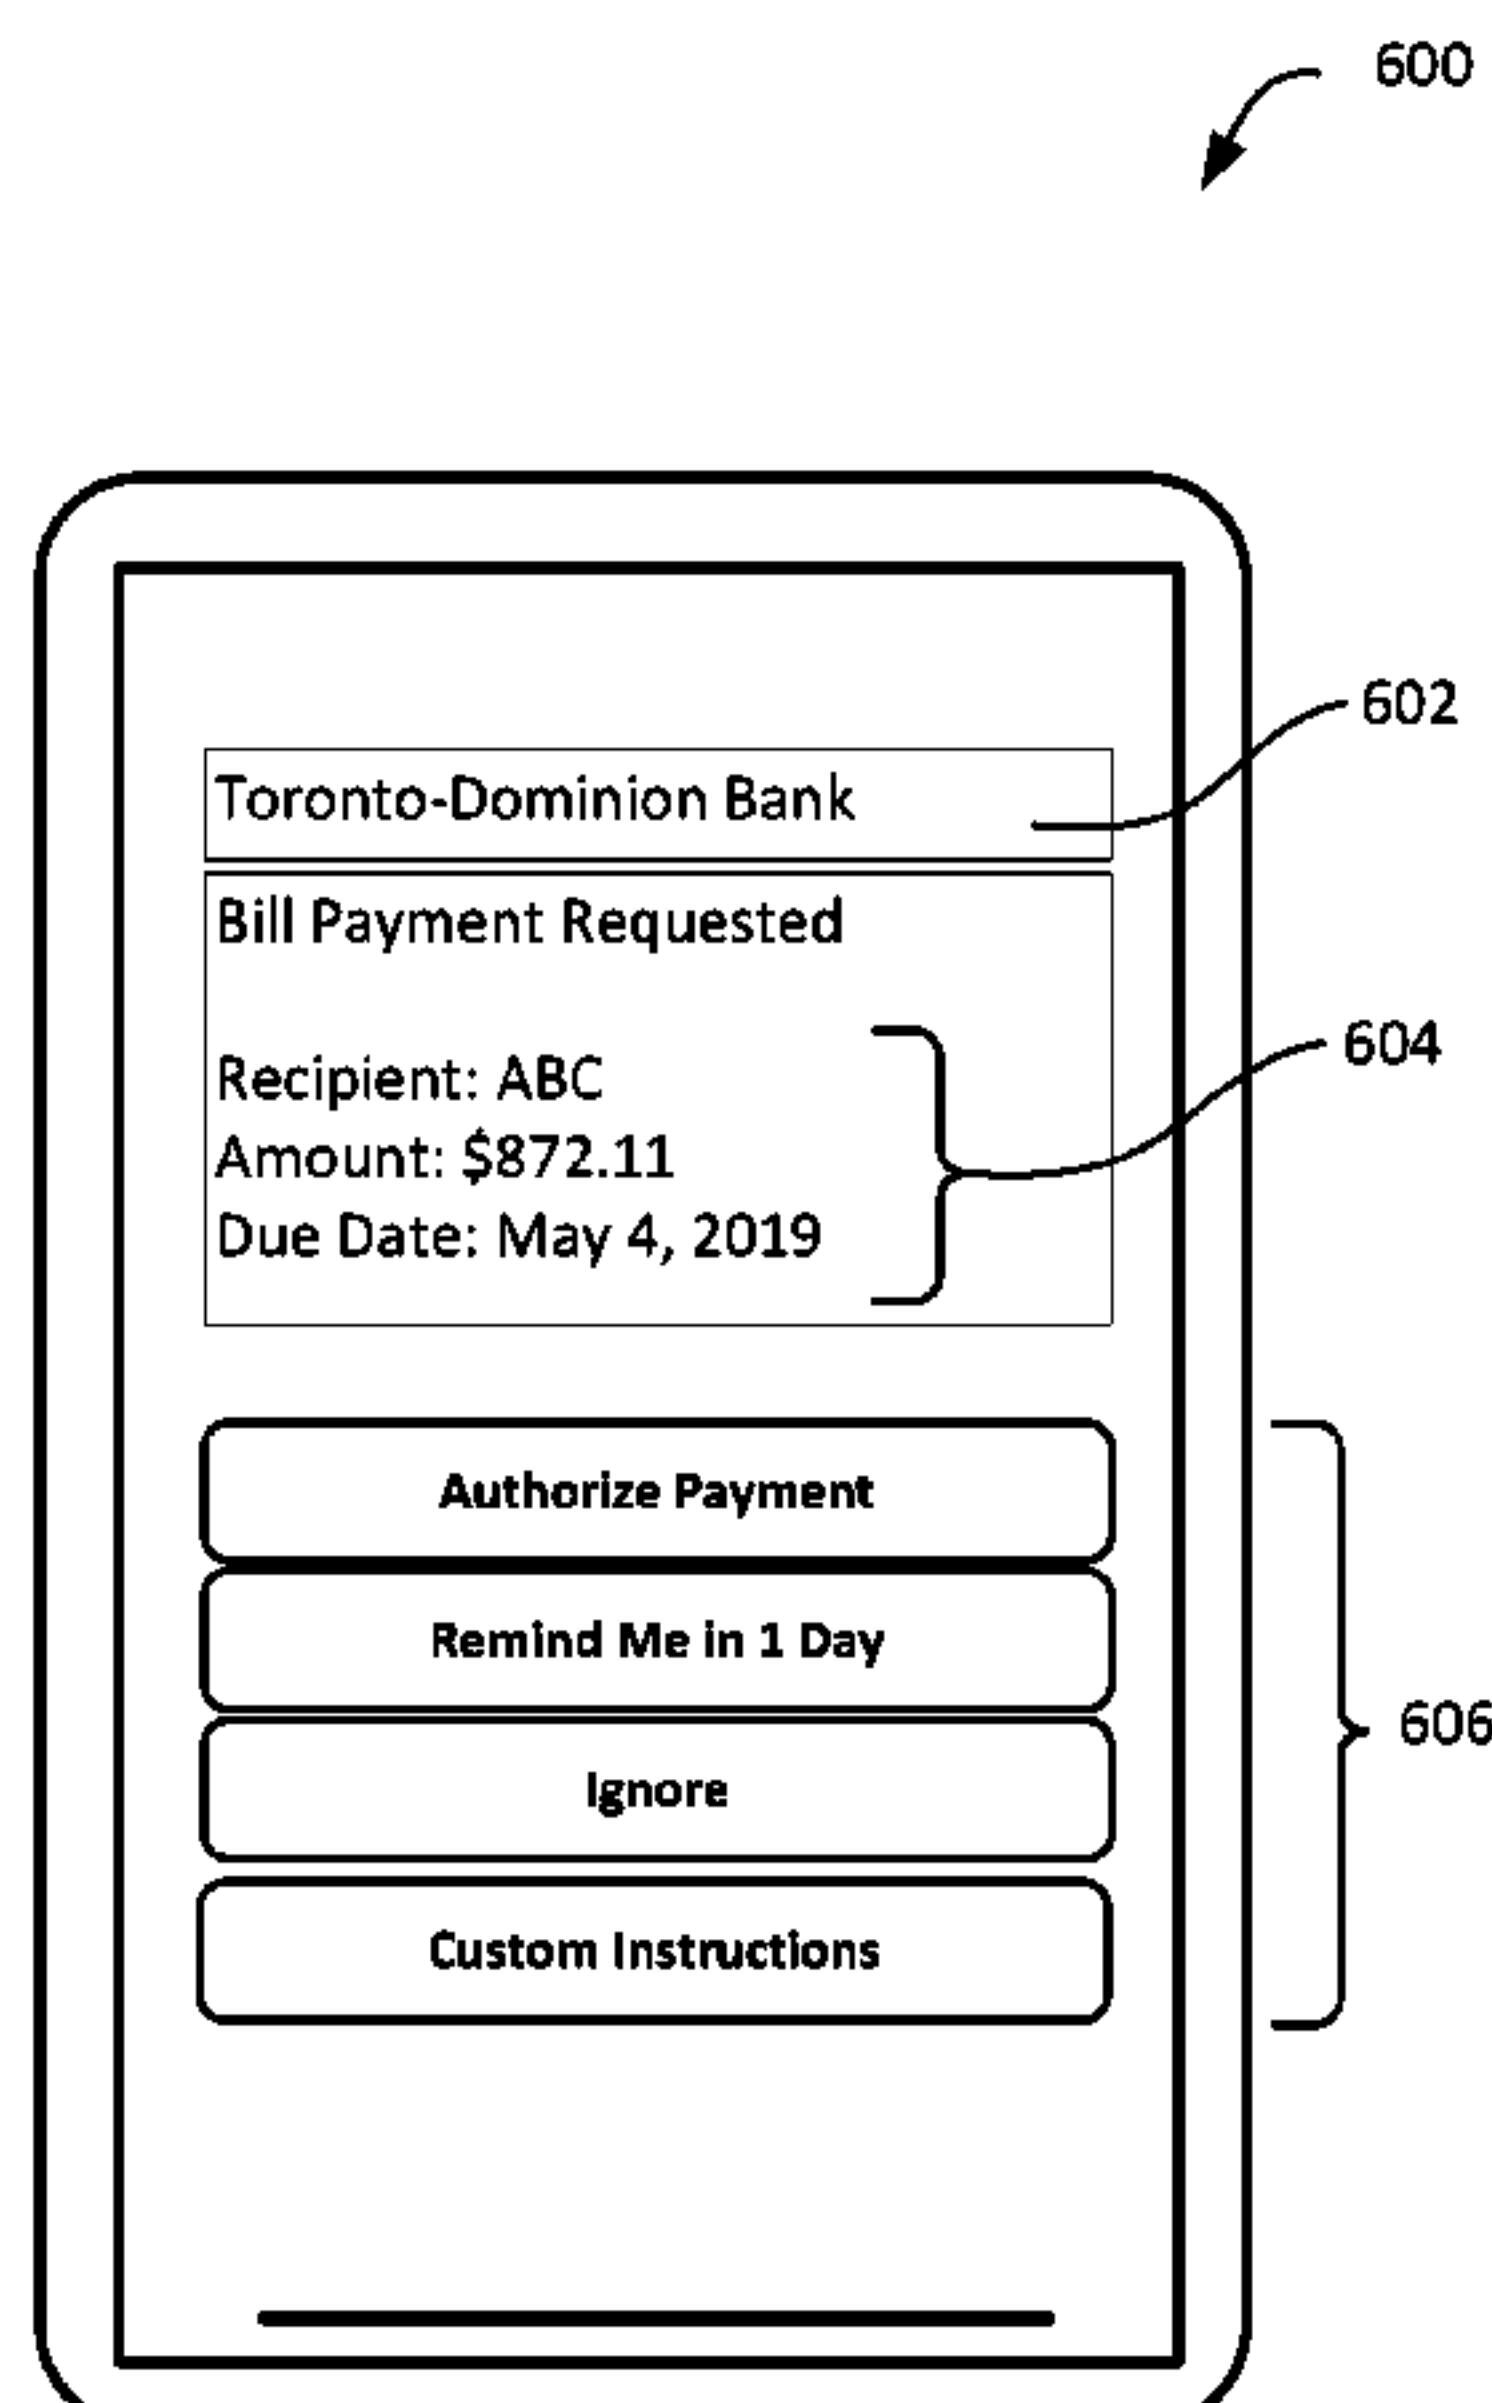 600
602
Toronto-Dominion Bank
Bill Payment Requested
604
Recipient: ABC
Amount: $872.11
Due Date: May 4, 2019
Authorize Payment
Remind Me in 1 Day
606
Ignore
Custom Instructions